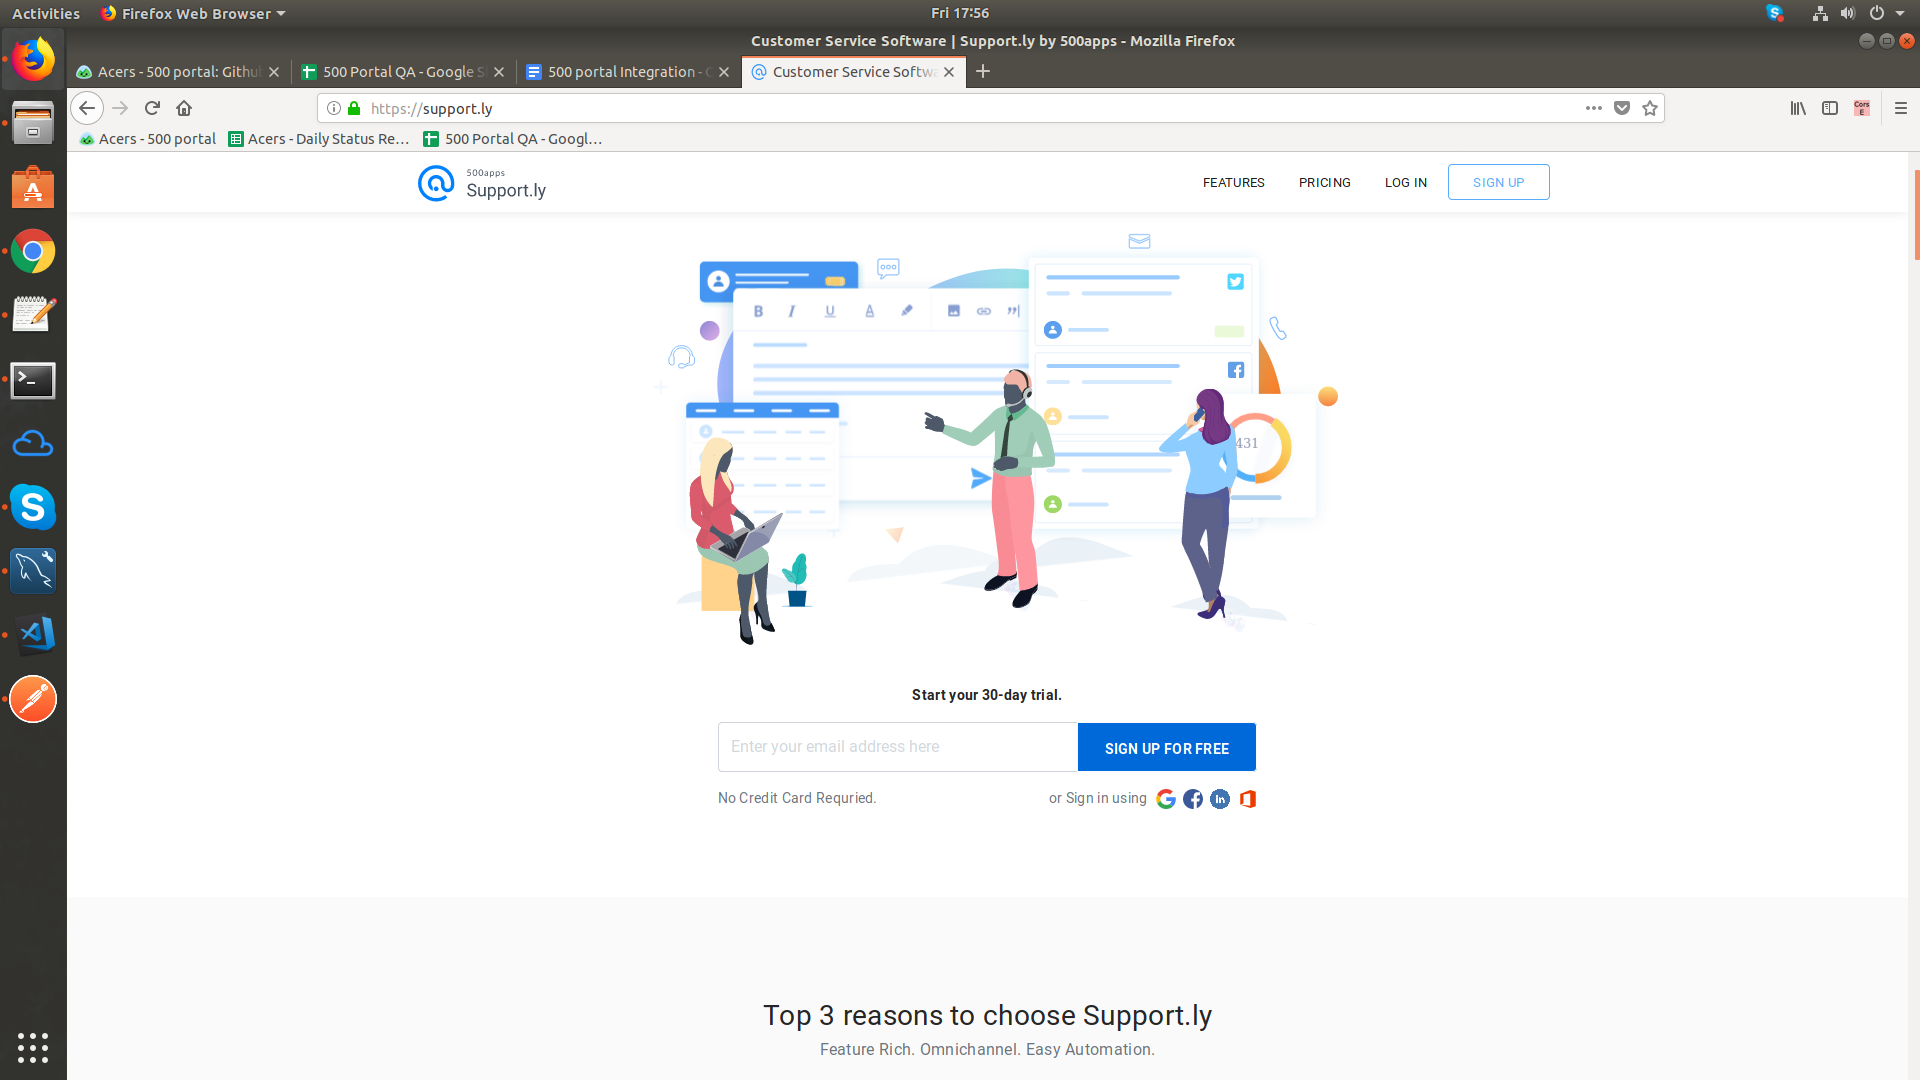 Activities
Firefox Web Browser
Fri 17:56
Customer Service Software | Support.ly by 500apps - Mozilla Firefox
Acers - 500 portal: Githu
500 Portal QA - Google S
500 portal Integration -
Customer Service Softwa
https://support.ly
Cors E
Acers - 500 portal
Acers - Daily Status Re...
500 Portal QA - Googl...
500apps
Support.ly
FEATURES
PRICING
LOG IN
SIGN UP
B I U A
431
Start your 30-day trial.
Enter your email address here
SIGN UP FOR FREE
No Credit Card Requried.
or Sign in using
Top 3 reasons to choose Support.ly
Feature Rich. Omnichannel. Easy Automation.